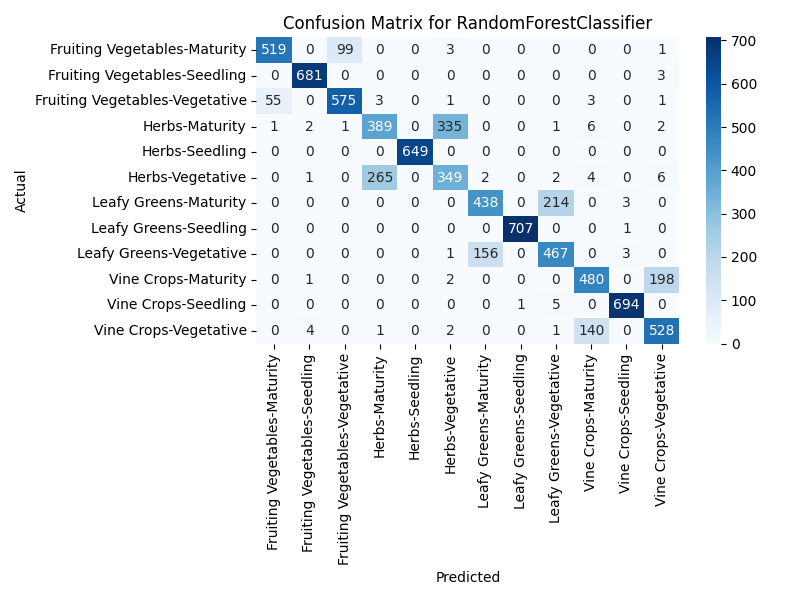 Confusion Matrix for RandomForestClassifier
Fruiting Vegetables-Maturity 519 0 99 0 0 3 0 0 0 0 0 1
Fruiting Vegetables-Seedling 0 681 0 0 0 0 0 0 0 0 0 3
Fruiting Vegetables-Vegetative 55 0 575 3 0 1 0 0 0 3 0 1
Herbs-Maturity 1 2 1 389 0 335 0 0 1 6 0 2
Herbs-Seedling 0 0 0 0 649 0 0 0 0 0 0 0
Herbs-Vegetative 0 1 0 265 0 349 2 0 2 4 0 6
Leafy Greens-Maturity 0 0 0 0 0 0 438 0 214 0 3 0
Leafy Greens-Seedling 0 0 0 0 0 0 0 707 0 0 1 0
Leafy Greens-Vegetative 0 0 0 0 0 1 156 0 467 0 3 0
Vine Crops-Maturity 0 1 0 0 0 2 0 0 0 480 0 198
Vine Crops-Seedling 0 0 0 0 0 0 0 1 5 0 694 0
Vine Crops-Vegetative 0 4 0 1 0 2 0 0 1 140 0 528
Actual
Fruiting Vegetables-Maturity
Fruiting Vegetables-Seedling
Fruiting Vegetables-Vegetative
Herbs-Maturity
Herbs-Seedling
Herbs-Vegetative
Leafy Greens-Maturity
Leafy Greens-Seedling
Leafy Greens-Vegetative
Vine Crops-Maturity
Vine Crops-Seedling
Vine Crops-Vegetative
Predicted
700
600
500
400
300
200
100
0